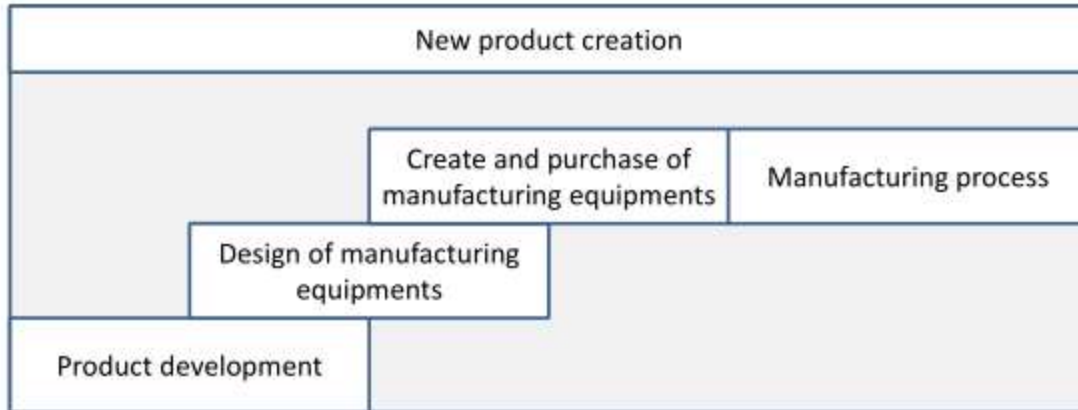 New product creation
Create and purchase of
manufacturing equipments
Manufacturing process
Design of manufacturing
equipments
Product development